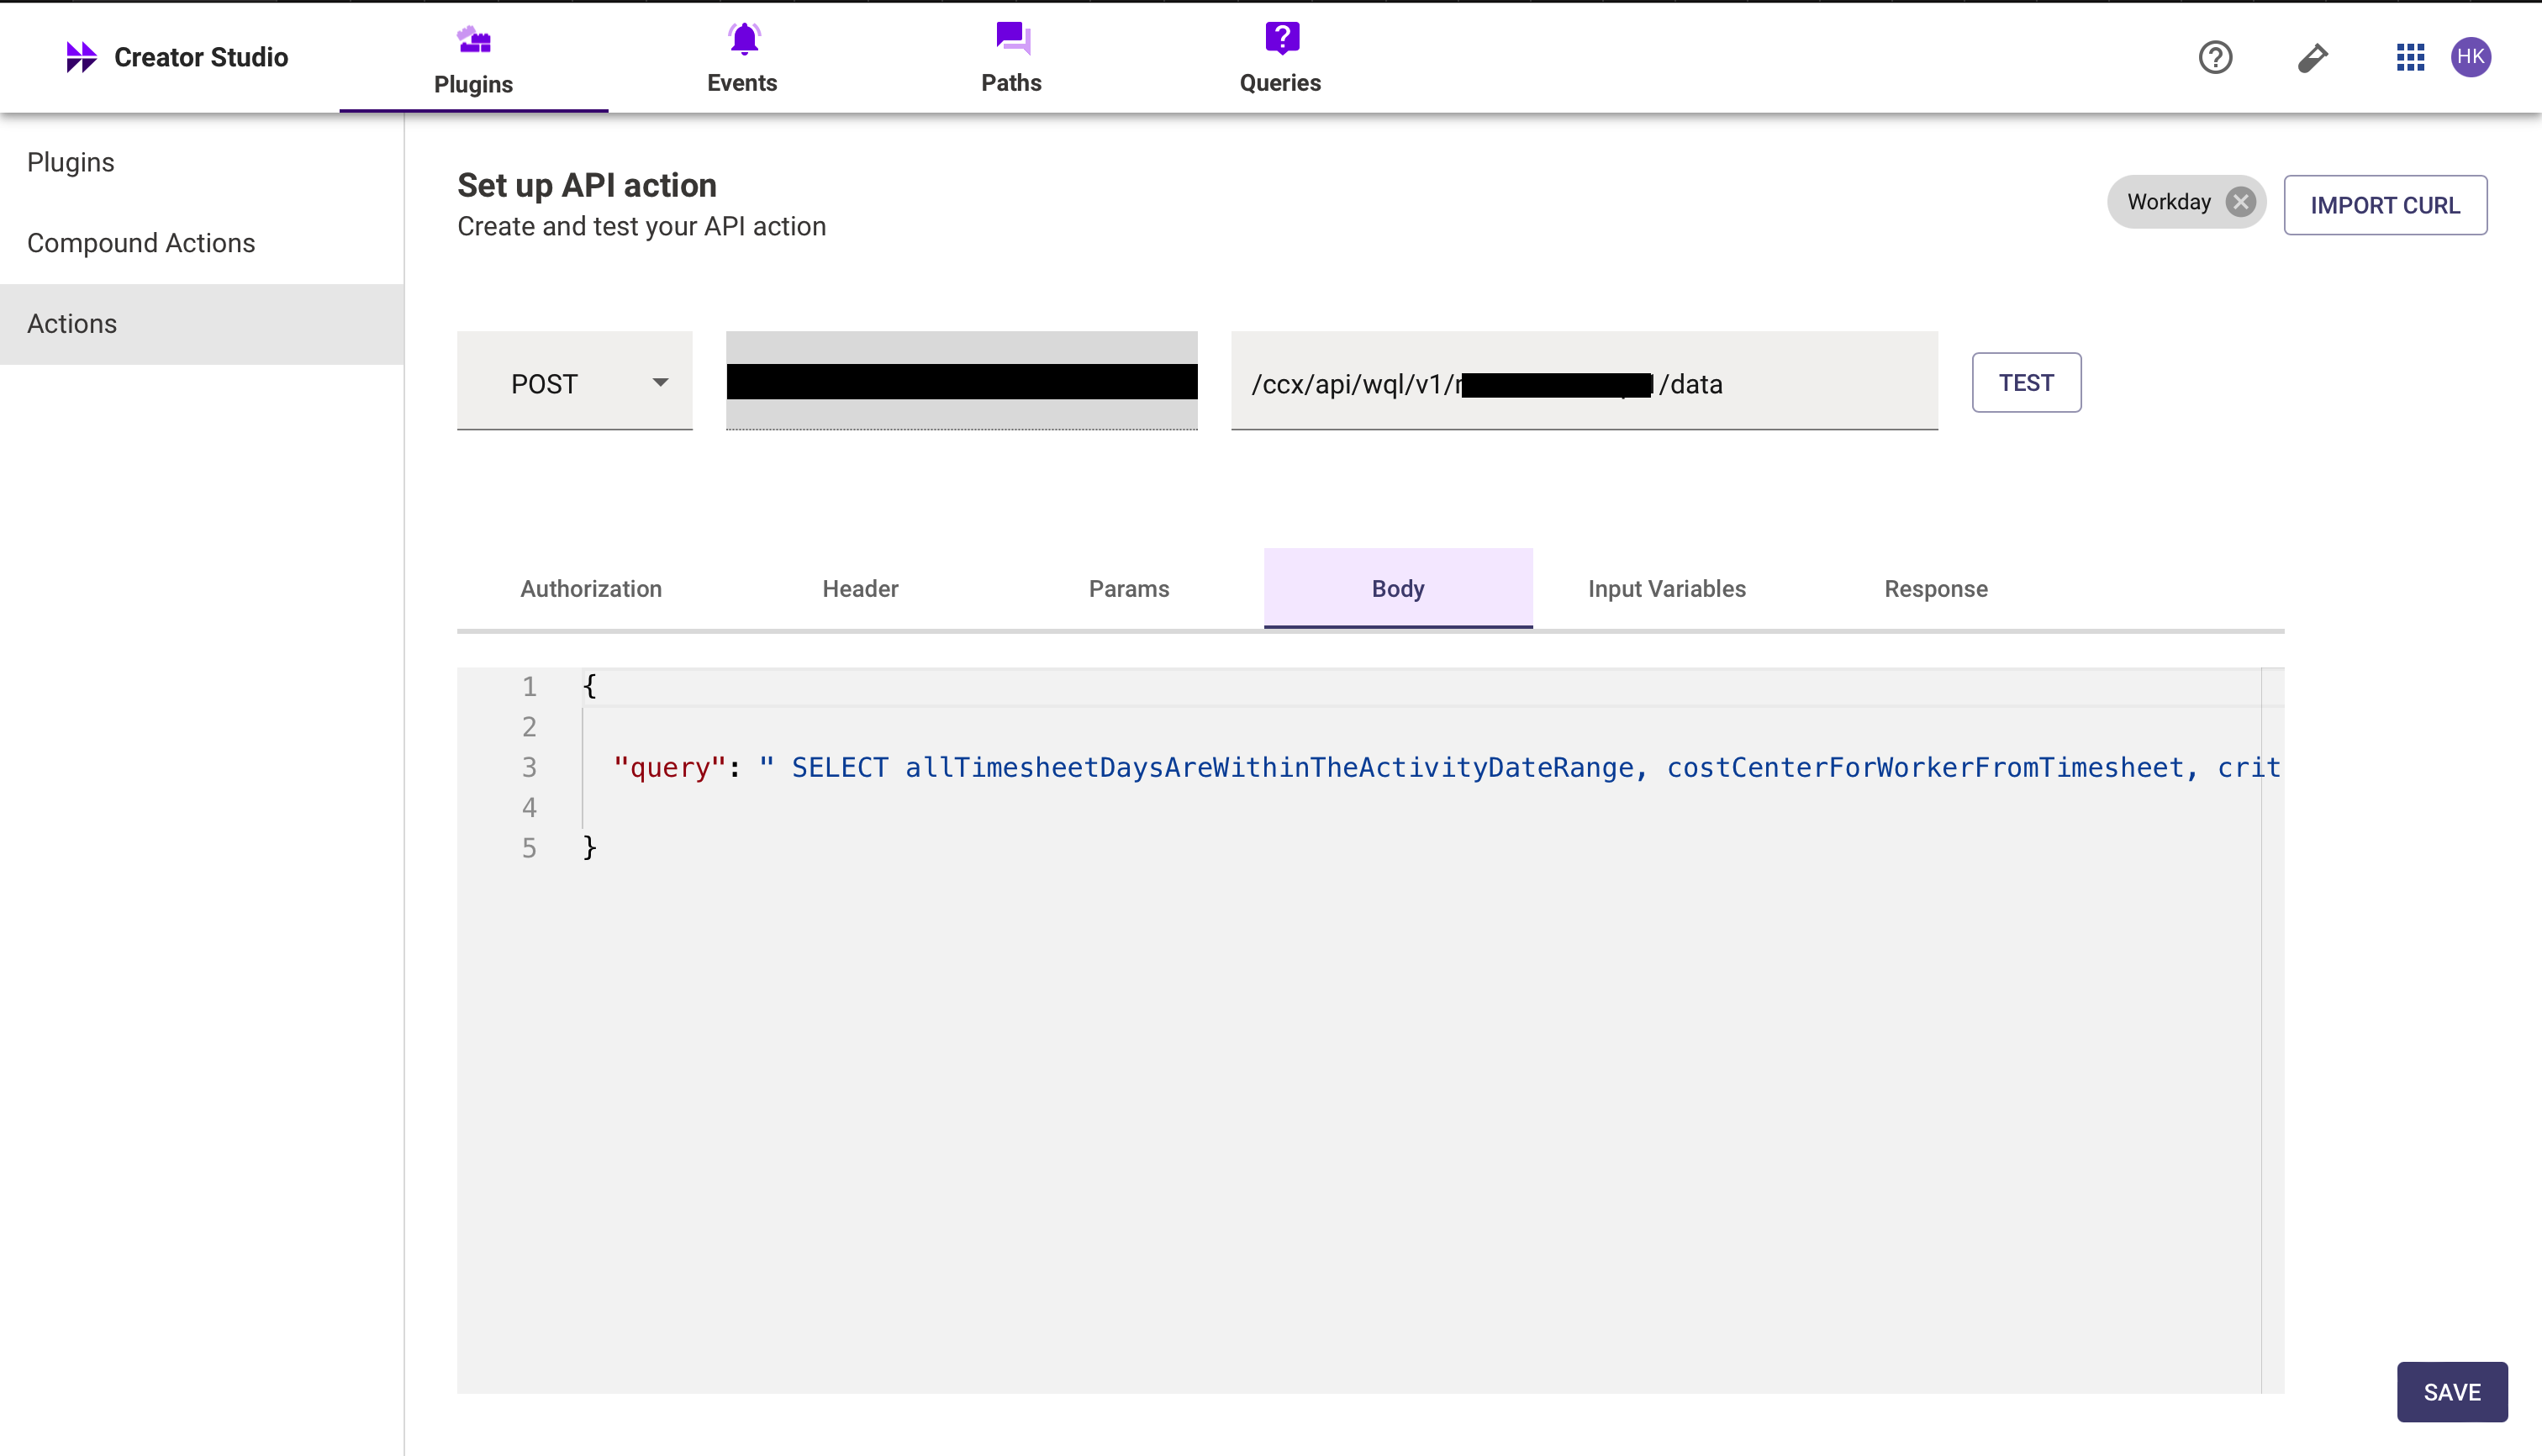 Creator Studio
Plugins
Events
Paths
Queries
HK
Plugins
Compound Actions
Actions
Set up API action
Create and test your API action
Workday
IMPORT CURL
POST
/ccx/api/wql/v1/
/data
TEST
Authorization
Header
Params
Body
Input Variables
Response
1 {
2
3 "query": " SELECT allTimesheetDaysAreWithinTheActivityDateRange, costCenterForWorkerFromTimesheet, crit
4
5 }
SAVE